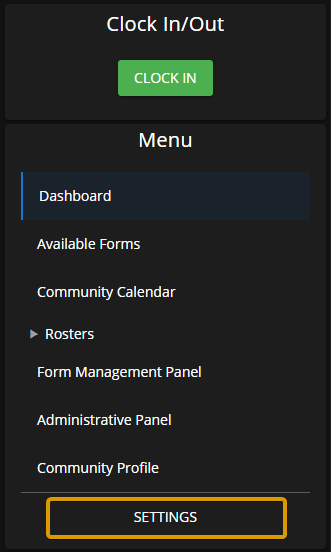 Clock In/Out
CLOCK IN
Menu
Dashboard
Available Forms
Community Calendar
Rosters
Form Management Panel
Administrative Panel
Community Profile
SETTINGS